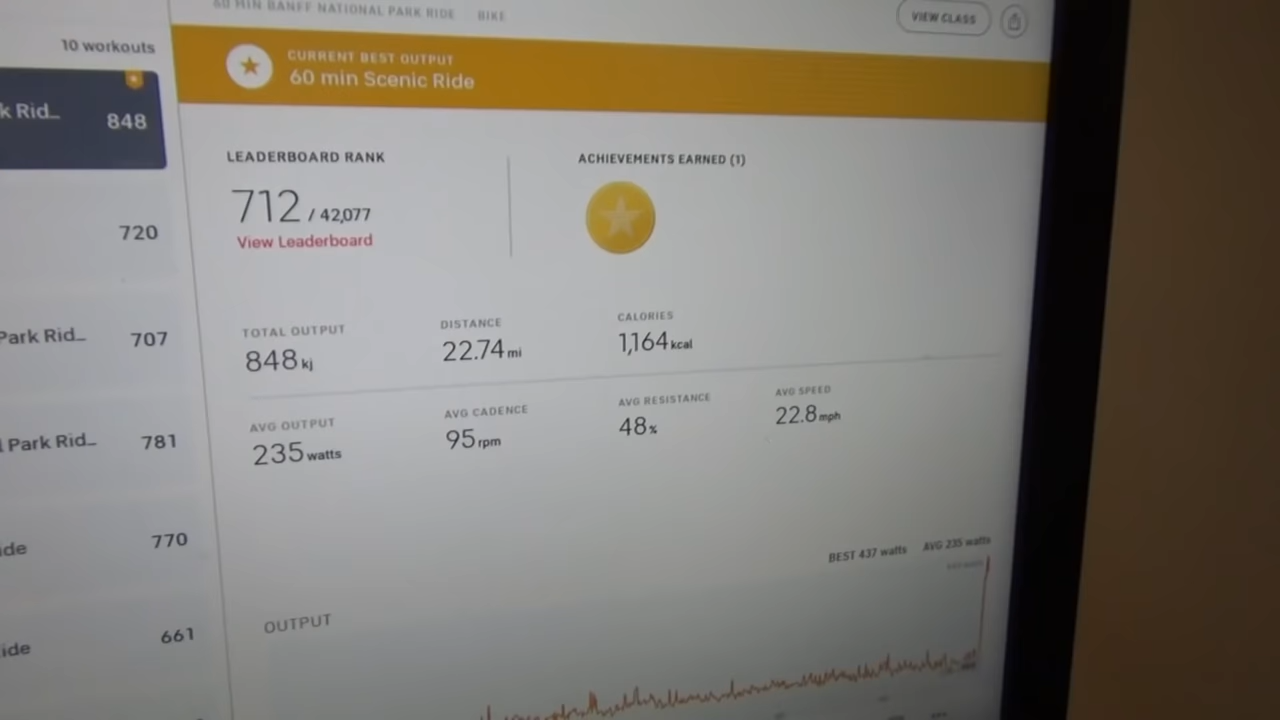 60 MIN BANFF NATIONAL PARK RIDE BIKE
VIEW CLASS
10 workouts
CURRENT BEST OUTPUT
60 min Scenic Ride
k Rid...
848
720
Park Rid...
707
l Park Rid...
781
ide
770
ide
661
LEADERBOARD RANK
712 / 42,077
View Leaderboard
ACHIEVEMENTS EARNED (1)
TOTAL OUTPUT
848 kj
DISTANCE
22.74 mi
CALORIES
1,164 kcal
AVG OUTPUT
235 watts
AVG CADENCE
95 rpm
AVG RESISTANCE
48 %
AVG SPEED
22.8 mph
BEST 437 watts AVG 235 watts
OUTPUT